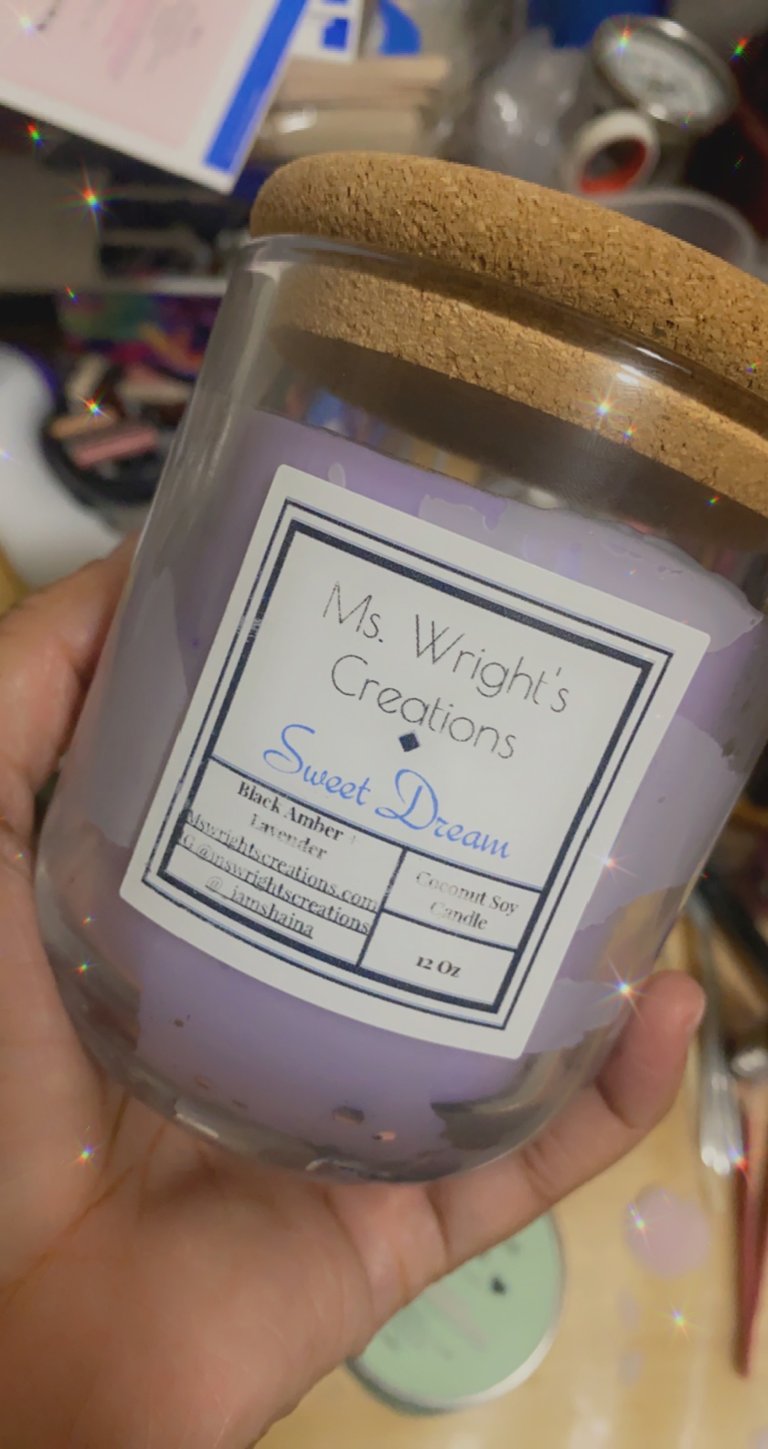 Ms. Wright's
Creations
Sweet Dream
Black Amber +
Lavender
Mswrightscreations.com
IG @mswrightscreations
@_iamshaina
Coconut Soy
Candle
12 Oz